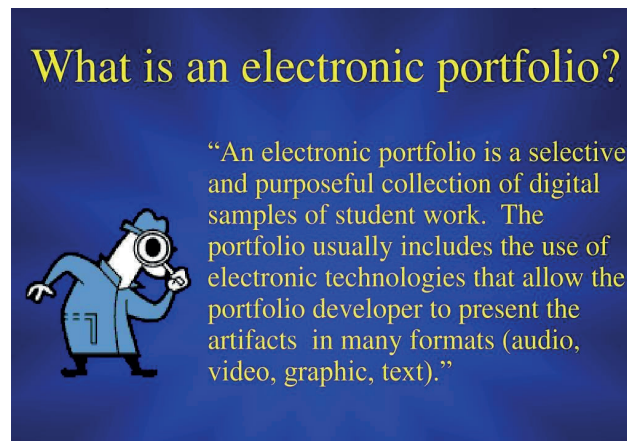 What is an electronic portfolio?
“An electronic portfolio is a selective
and purposeful collection of digital
samples of student work.  The
portfolio usually includes the use of
electronic technologies that allow the
portfolio developer to present the
artifacts  in many formats (audio,
video, graphic, text).”